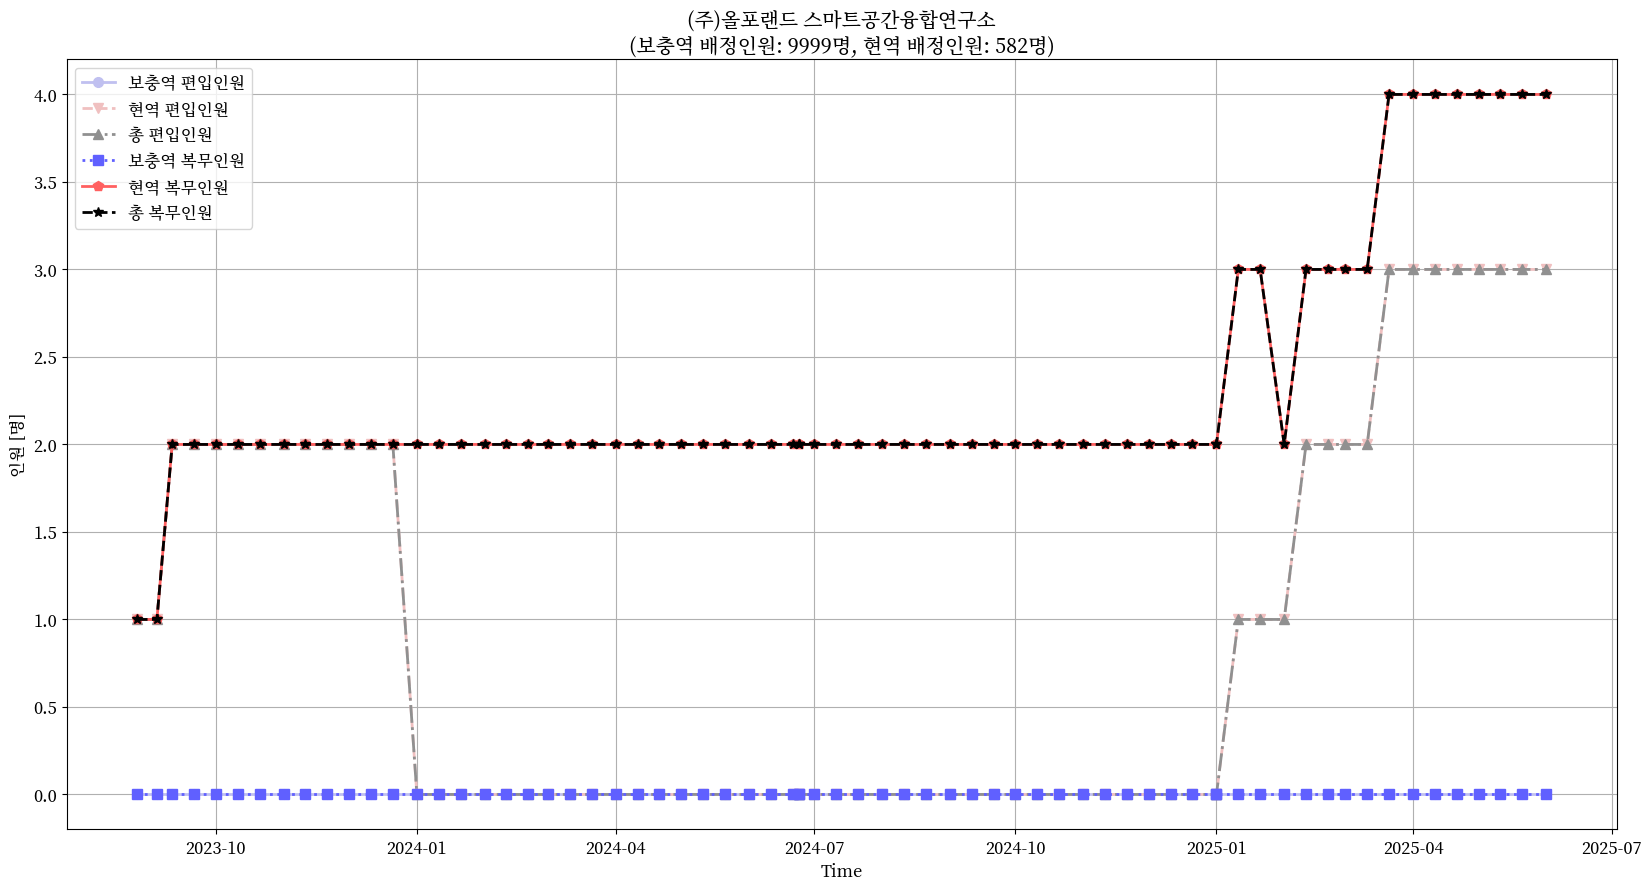 (주)올포랜드 스마트공간융합연구소
(보충역 배정인원: 9999명, 현역 배정인원: 582명)
보충역 편입인원
현역 편입인원
총 편입인원
보충역 복무인원
현역 복무인원
총 복무인원
인원 [명]
4.0
3.5
3.0
2.5
2.0
1.5
1.0
0.5
0.0
2023-10
2024-01
2024-04
2024-07
2024-10
2025-01
2025-04
2025-07
Time